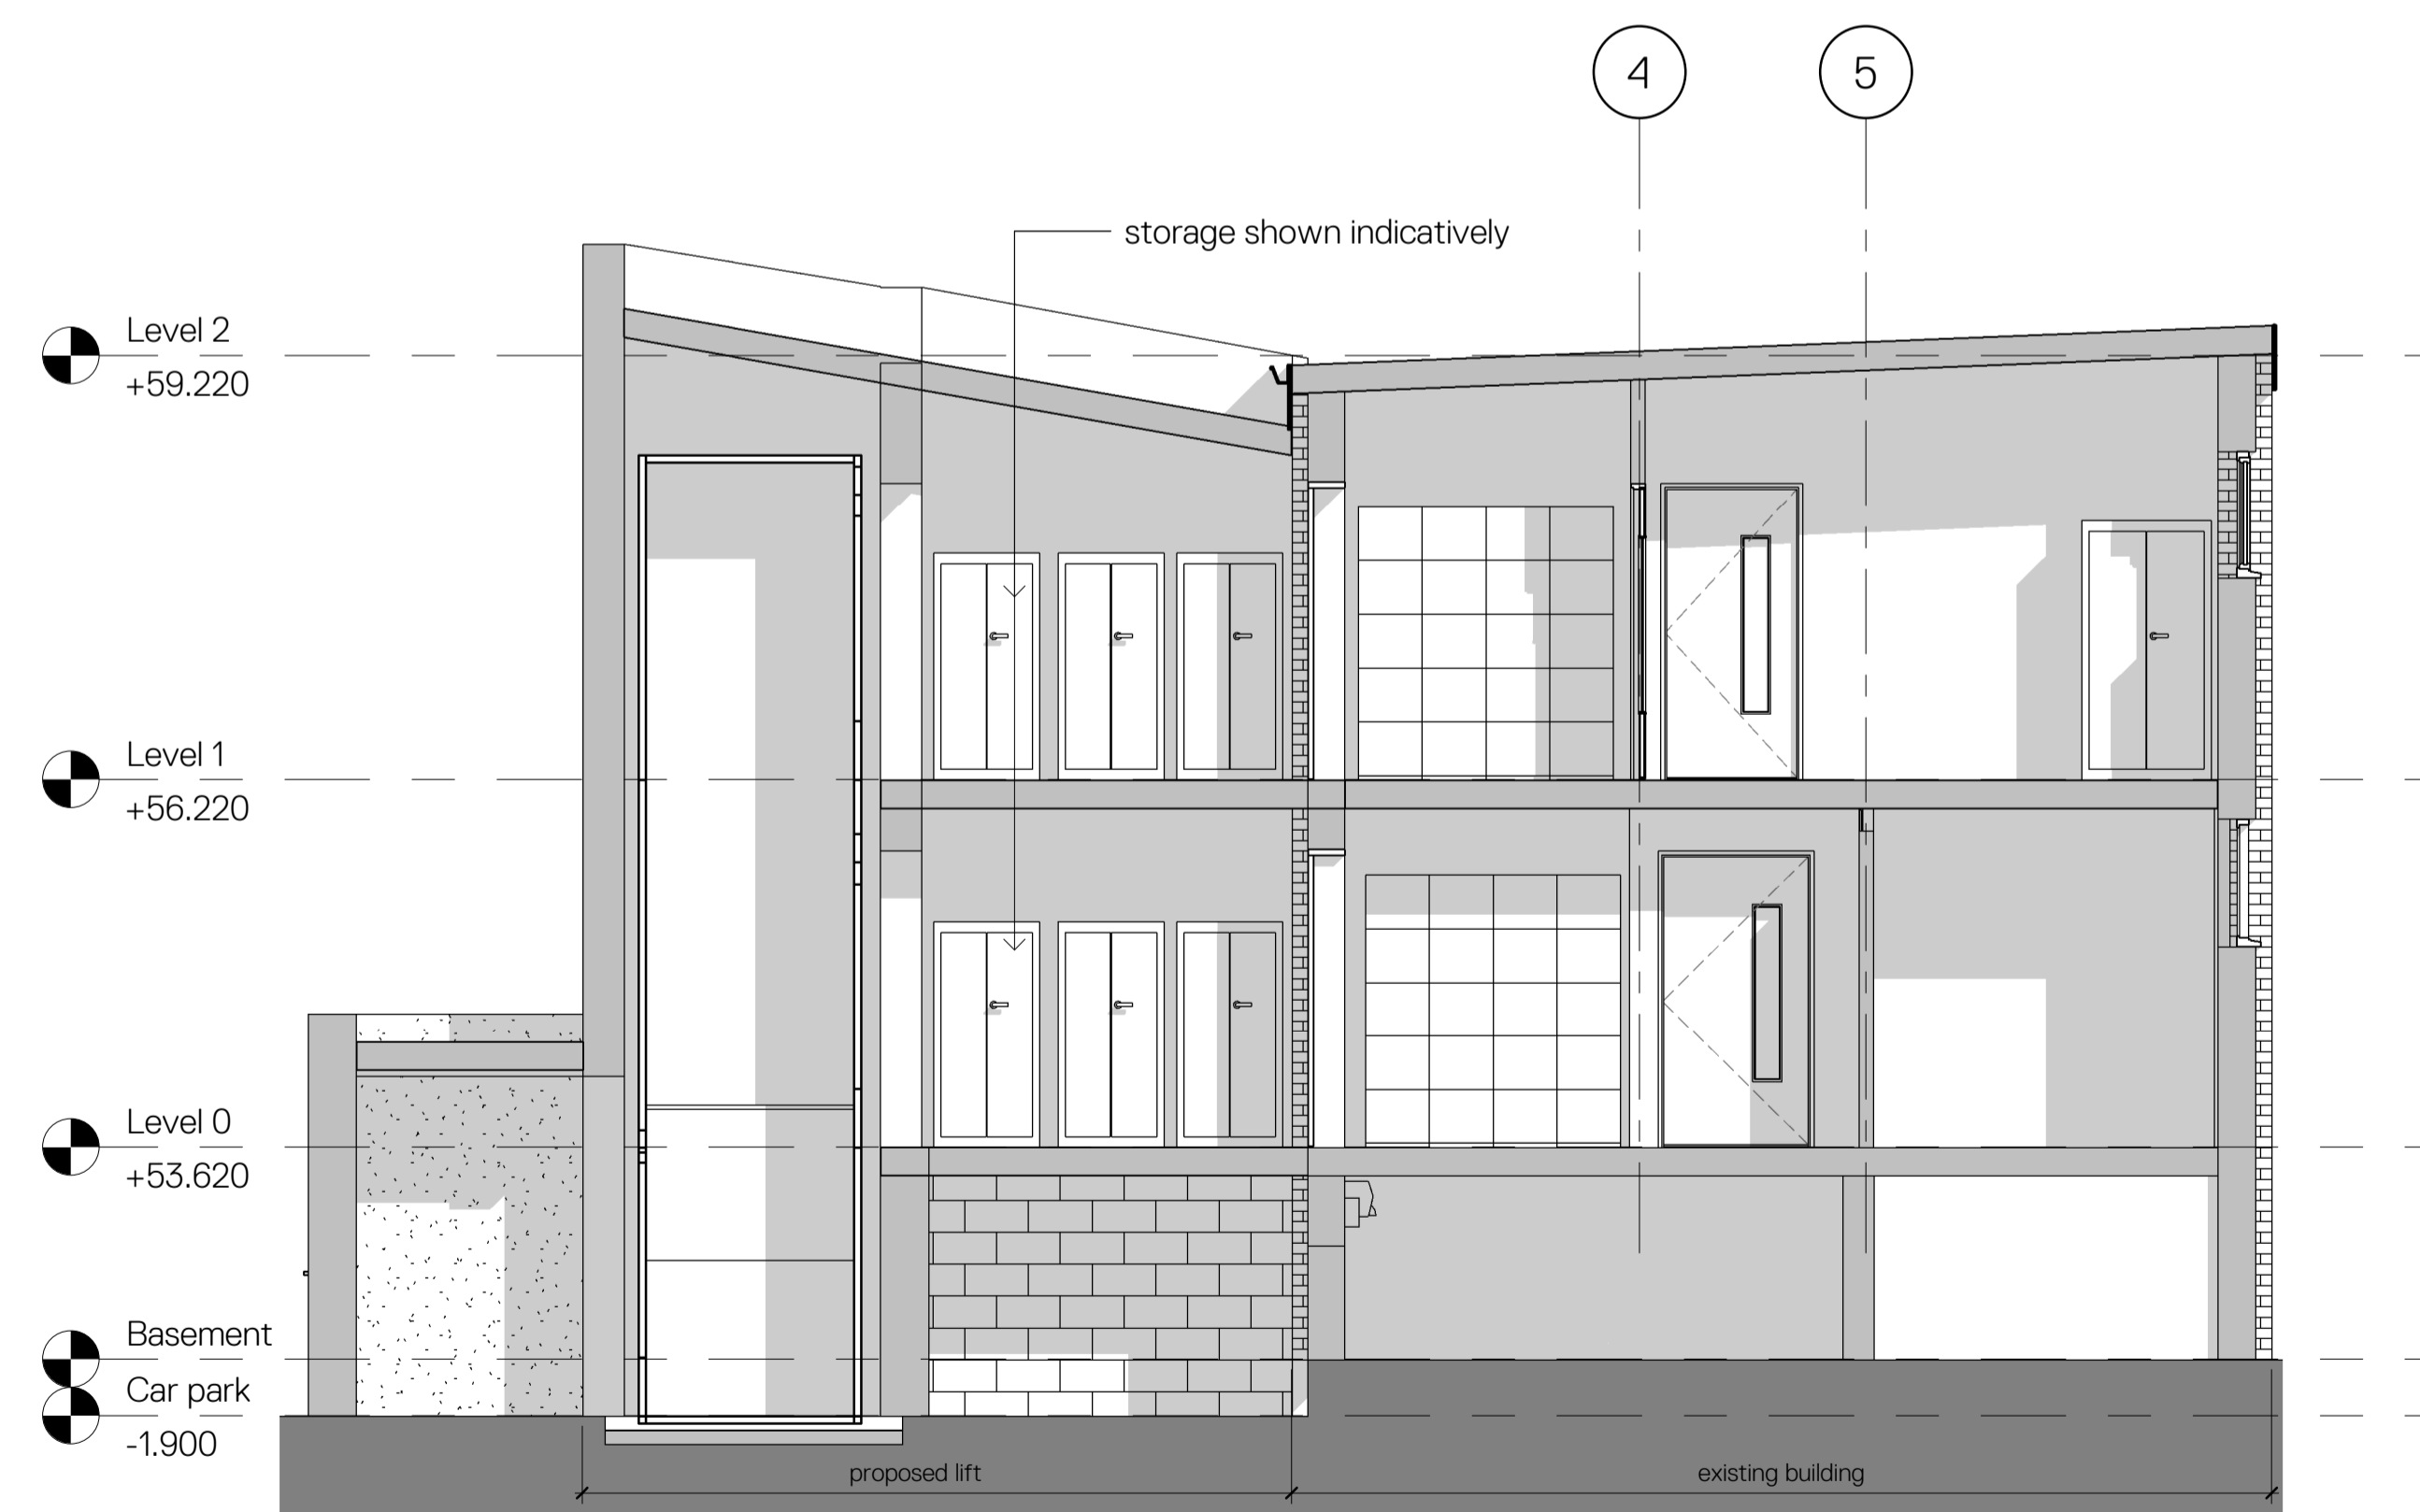 4
5
storage shown indicatively
Level 2
+59.220
Level 1
+56.220
Level 0
+53.620
Basement
Car park
-1.900
proposed lift
existing building